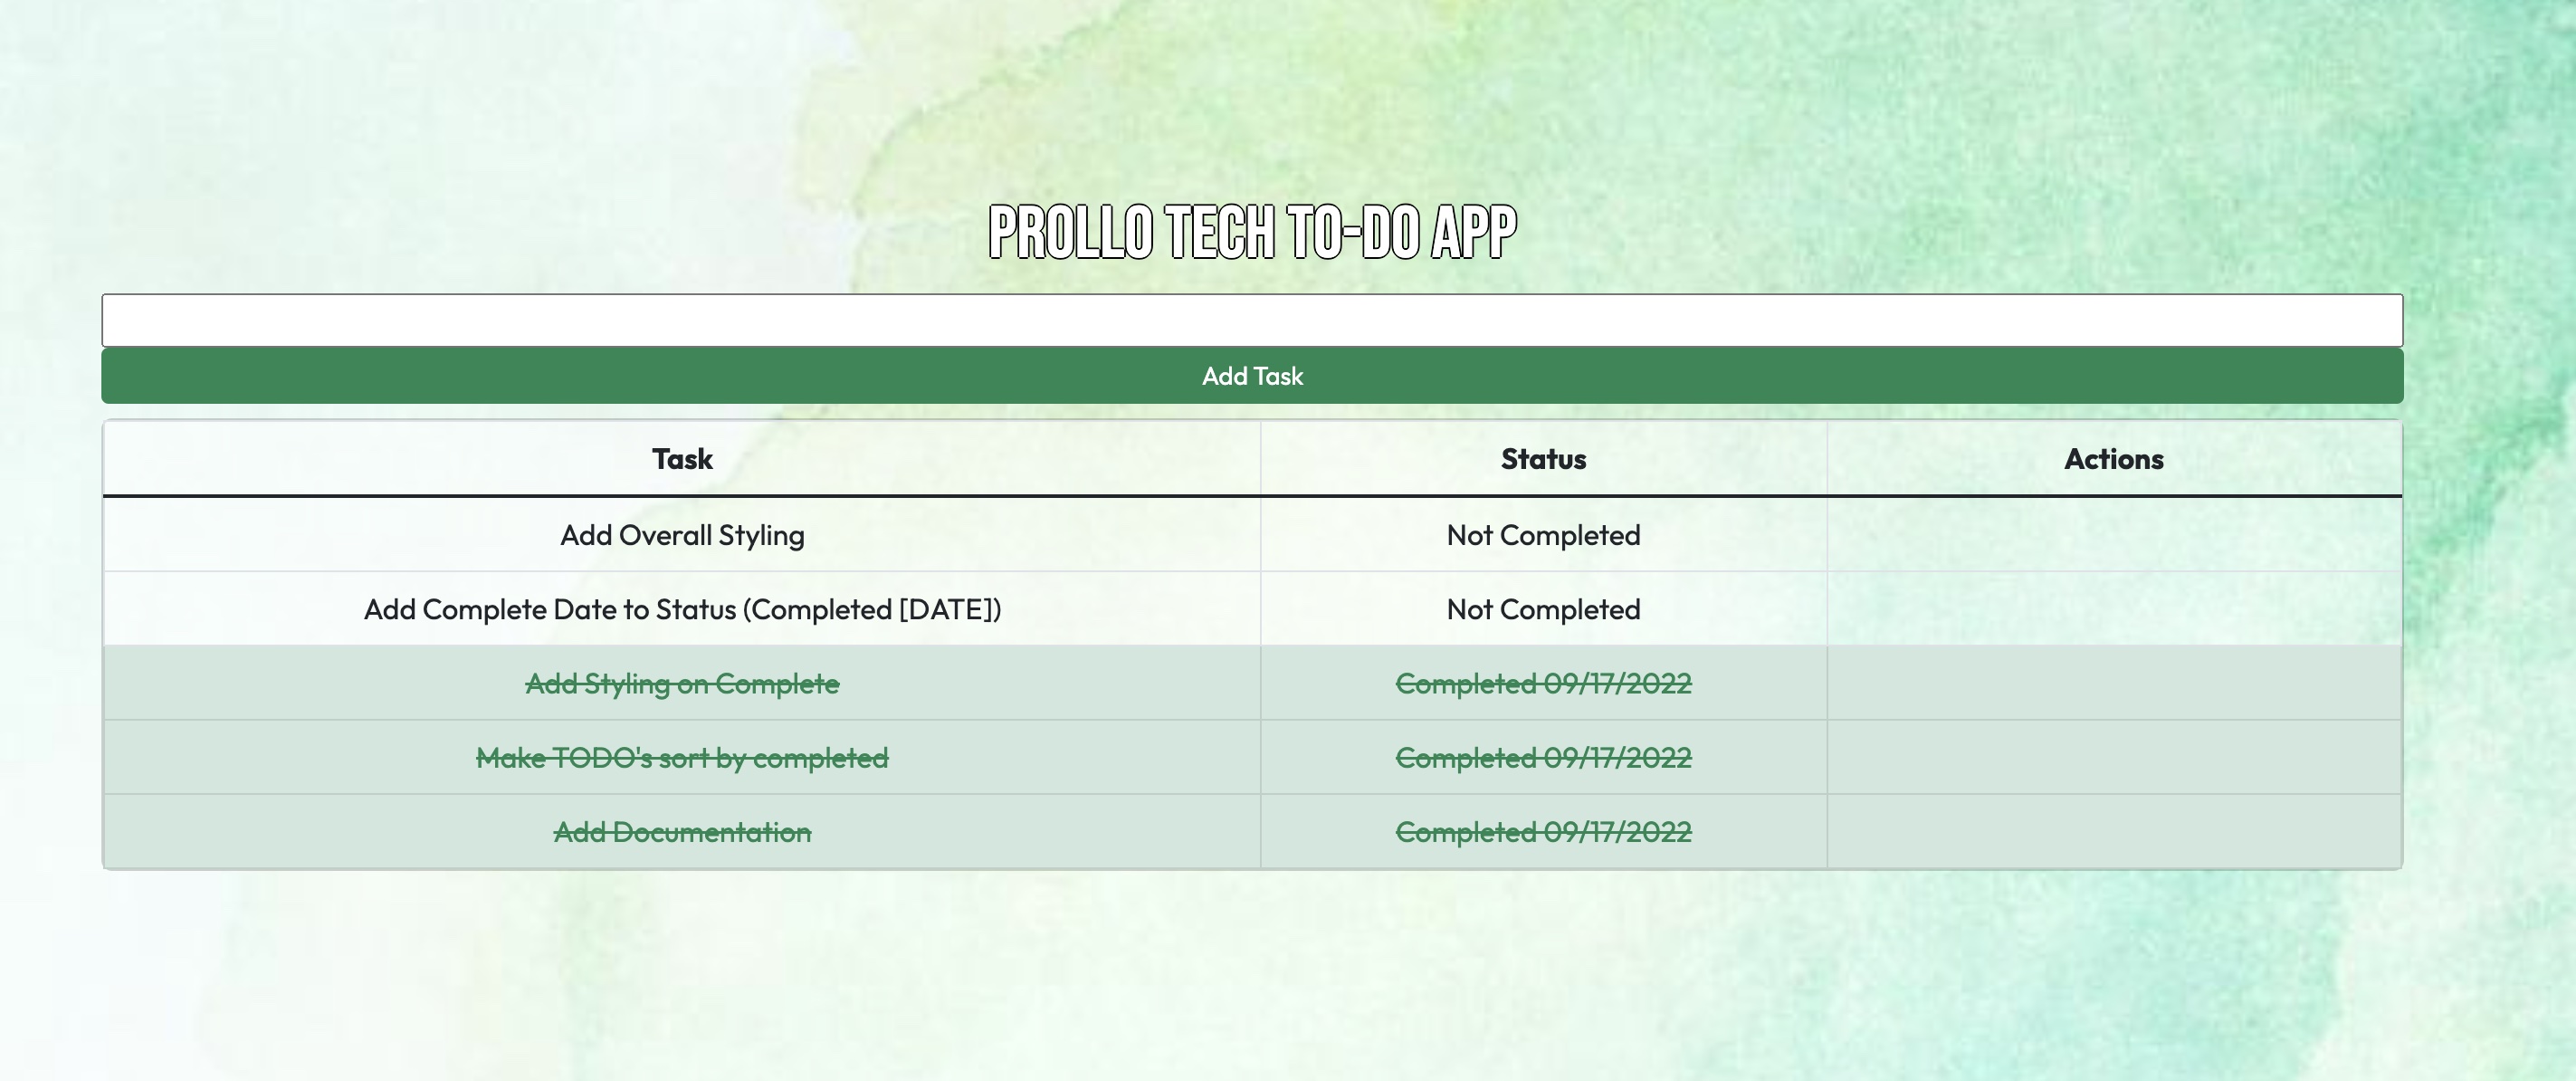 PROLLO TECH TO-DO APP
Add Task
Task Status Actions
Add Overall Styling Not Completed
Add Complete Date to Status (Completed [DATE]) Not Completed
Add Styling on Complete Completed 09/17/2022
Make TODO's sort by completed Completed 09/17/2022
Add Documentation Completed 09/17/2022